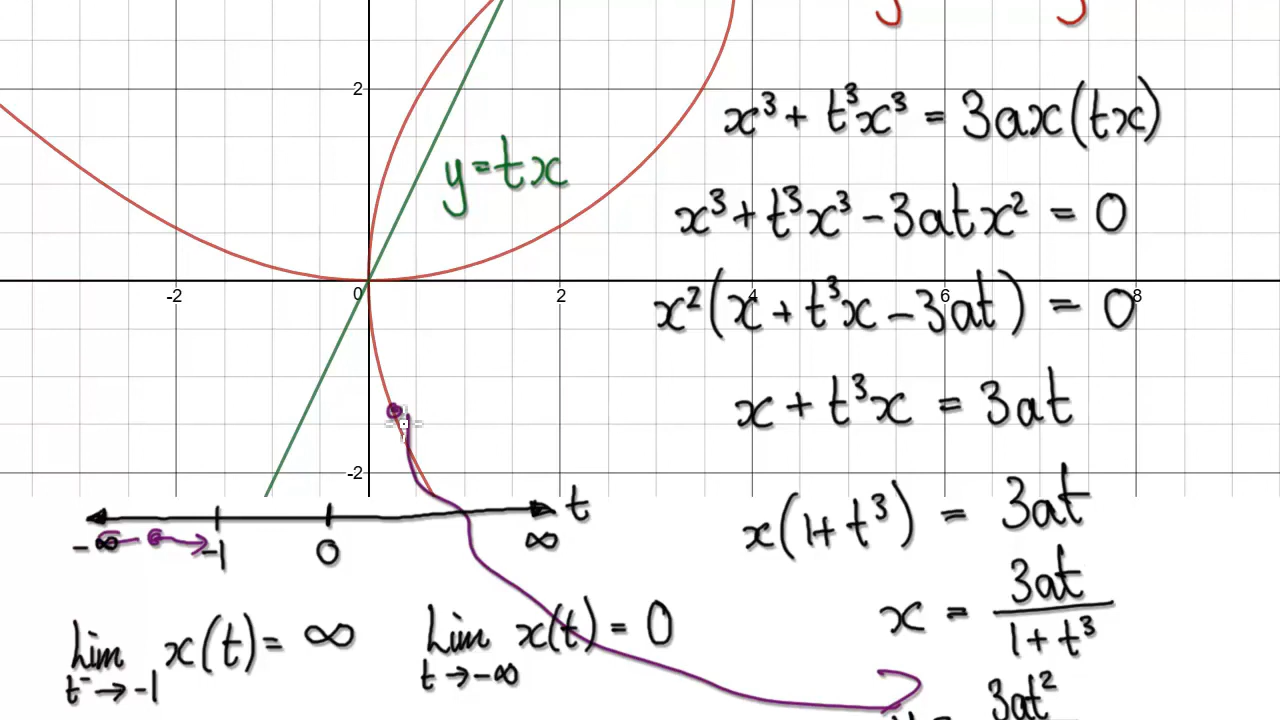 2
y=tx
x³ + t³x³ = 3ax(tx)
x³ + t³x³ - 3atx² = 0
-2 0 2 4 6 8
x²(x + t³x - 3at) = 0
x + t³x = 3at
-2
t
x(1 + t³) = 3at
-∞ -1 0 ∞
x = 3at / 1 + t³
lim x(t) = ∞
t⁻ → -1
lim x(t) = 0
t → -∞
3at²